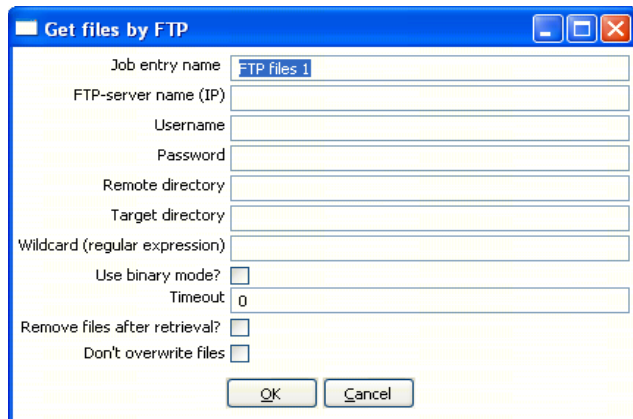 Get files by FTP
Job entry name FTP files 1
FTP-server name (IP)
Username
Password
Remote directory
Target directory
Wildcard (regular expression)
Use binary mode?
Timeout 0
Remove files after retrieval?
Don't overwrite files
OK Cancel